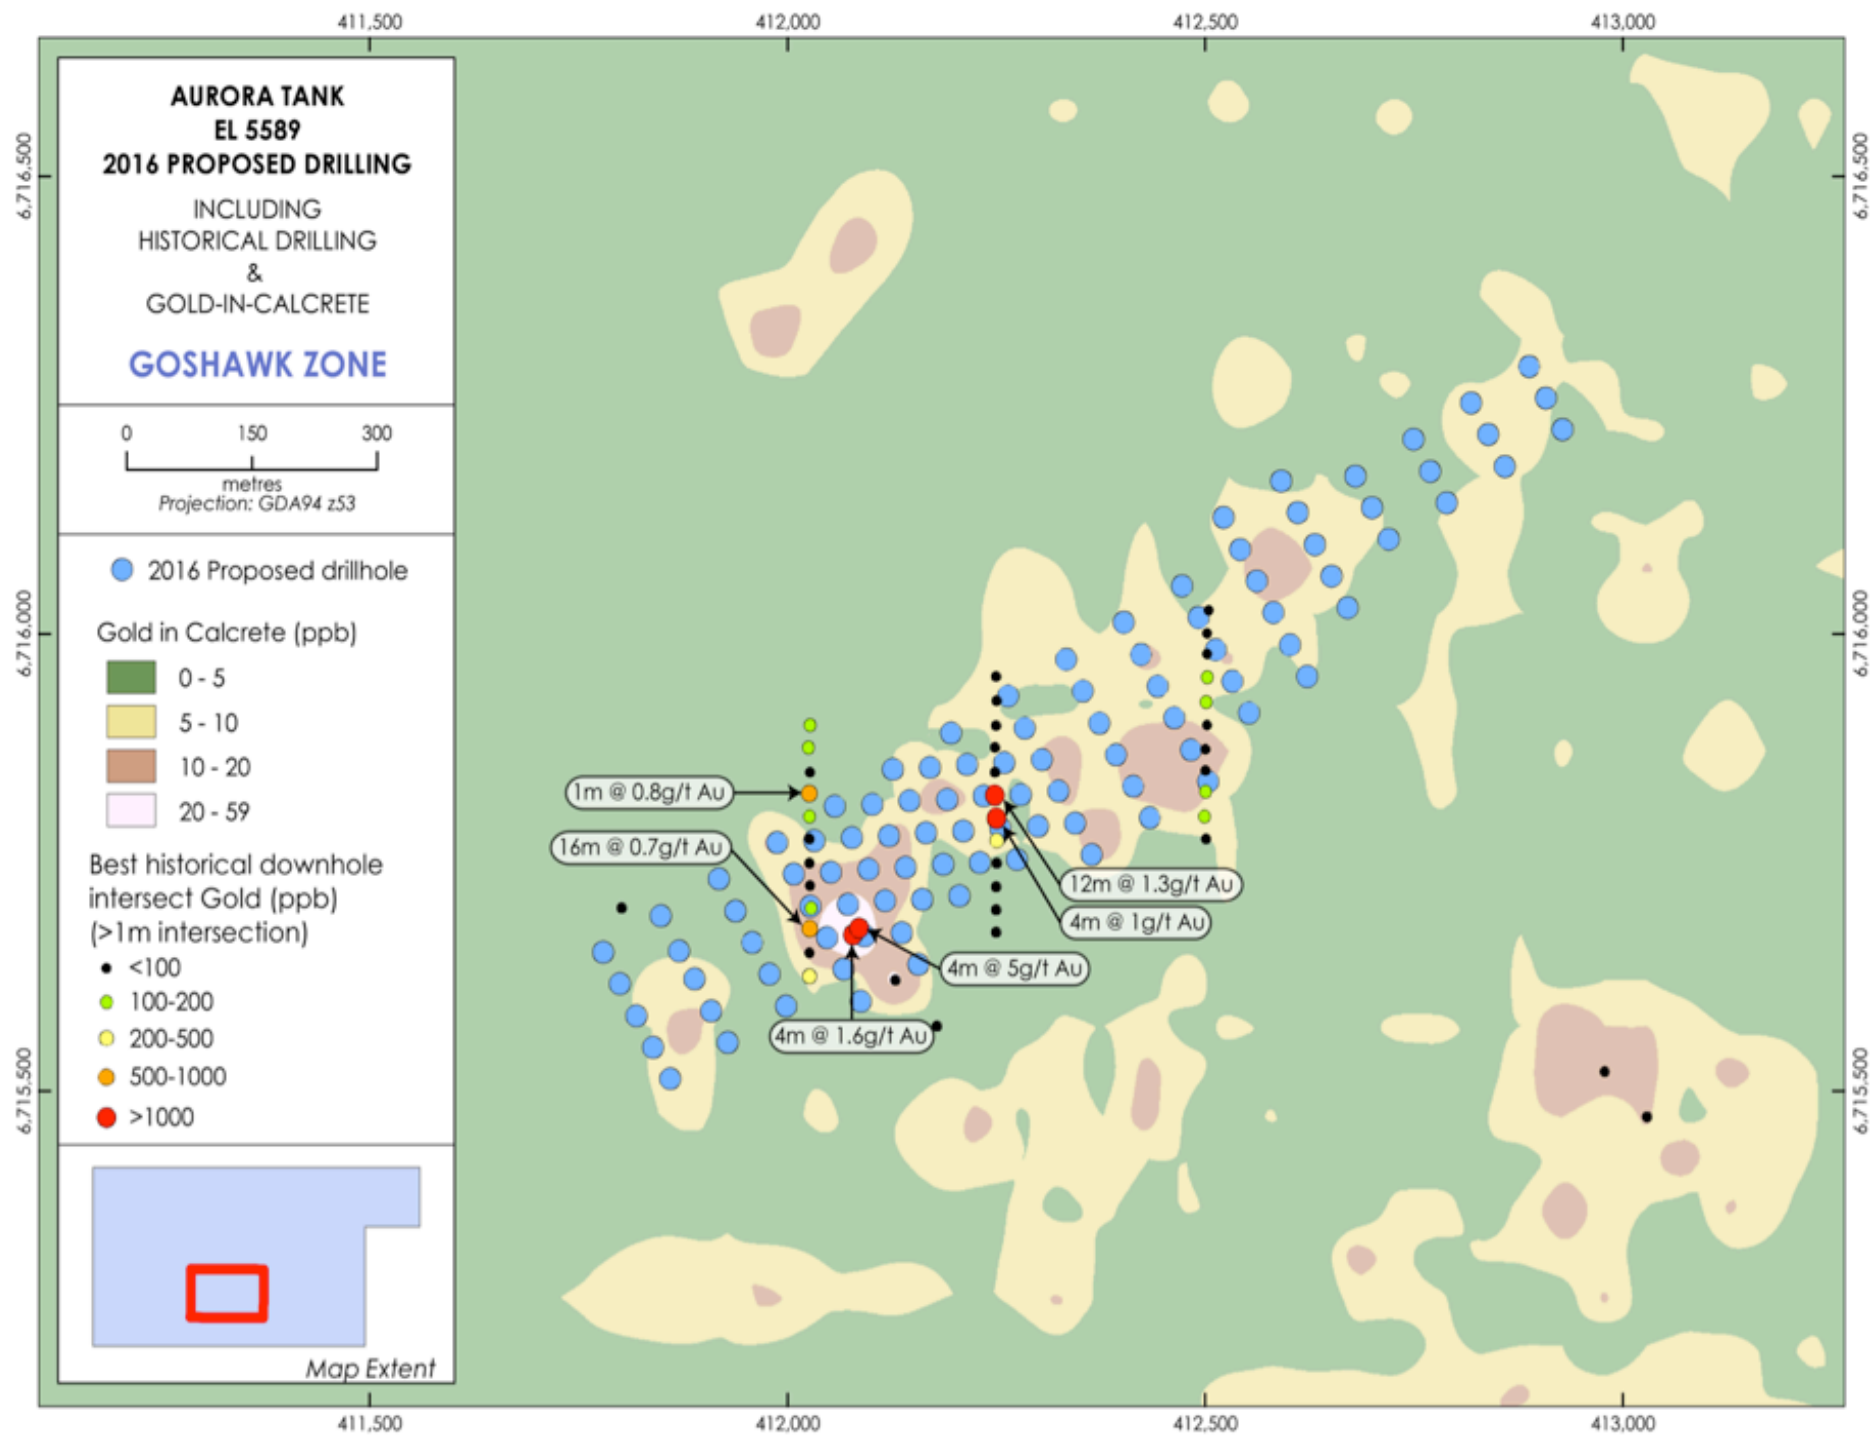 411,500
412,000
412,500
413,000
AURORA TANK
EL 5589
2016 PROPOSED DRILLING
INCLUDING
HISTORICAL DRILLING
&
GOLD-IN-CALCRETE
GOSHAWK ZONE
0 150 300
metres
Projection: GDA94 z53
2016 Proposed drillhole
Gold in Calcrete (ppb)
0 - 5
5 - 10
10 - 20
20 - 59
Best historical downhole
intersect Gold (ppb)
(>1m intersection)
<100
100-200
200-500
500-1000
>1000
Map Extent
6,716,500
6,716,000
6,715,500
1m @ 0.8g/t Au
16m @ 0.7g/t Au
12m @ 1.3g/t Au
4m @ 1g/t Au
4m @ 5g/t Au
4m @ 1.6g/t Au
6,716,500
6,716,000
6,715,500
411,500
412,000
412,500
413,000